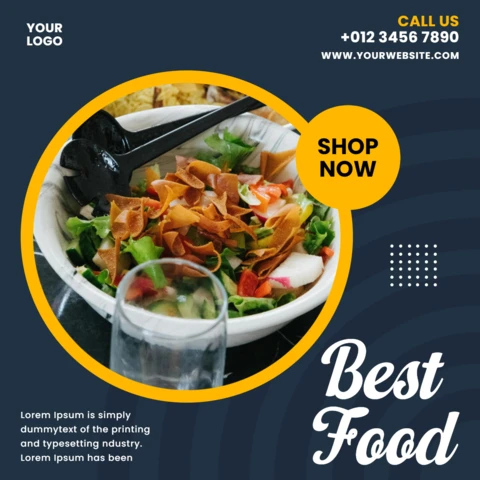 YOUR
LOGO
CALL US
+012 3456 7890
WWW.YOURWEBSITE.COM
SHOP
NOW
Best
Food
Lorem Ipsum is simply
dummytext of the printing
and typesetting ndustry.
Lorem Ipsum has been